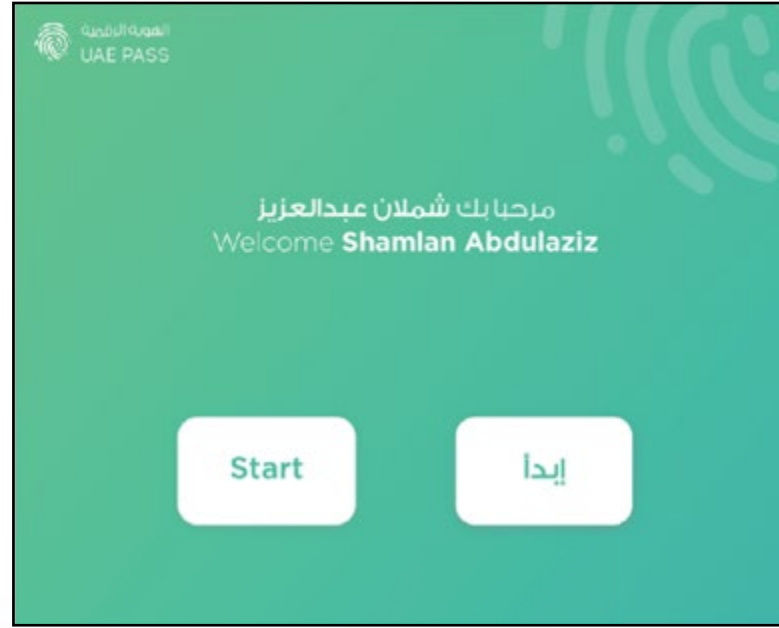 الهوية الرقمية
UAE PASS
مرحبا بك شملان عبدالعزيز
Welcome Shamlan Abdulaziz
Start
إبدأ